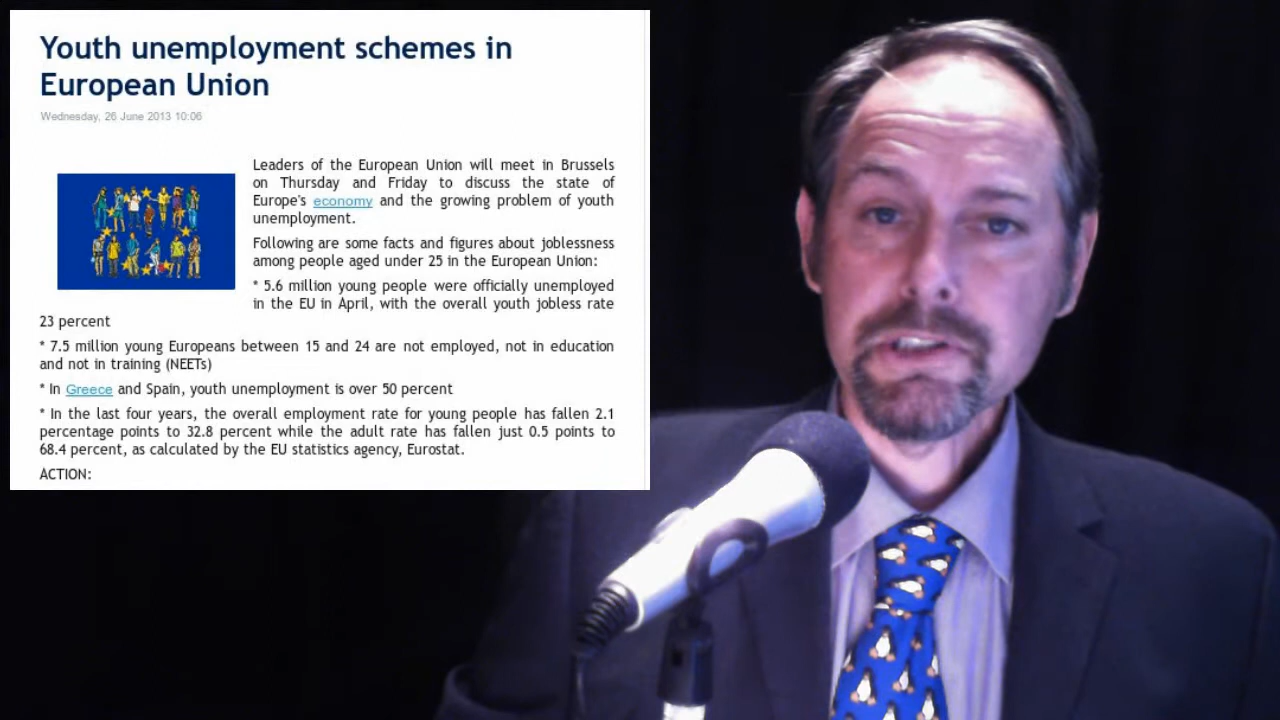 Youth unemployment schemes in
European Union
Wednesday, 26 June 2013 10:06
Leaders of the European Union will meet in Brussels
on Thursday and Friday to discuss the state of
Europe's economy and the growing problem of youth
unemployment.
Following are some facts and figures about joblessness
among people aged under 25 in the European Union:
* 5.6 million young people were officially unemployed
in the EU in April, with the overall youth jobless rate
23 percent
* 7.5 million young Europeans between 15 and 24 are not employed, not in education
and not in training (NEETs)
* In Greece and Spain, youth unemployment is over 50 percent
* In the last four years, the overall employment rate for young people has fallen 2.1
percentage points to 32.8 percent while the adult rate has fallen just 0.5 points to
68.4 percent, as calculated by the EU statistics agency, Eurostat.
ACTION: